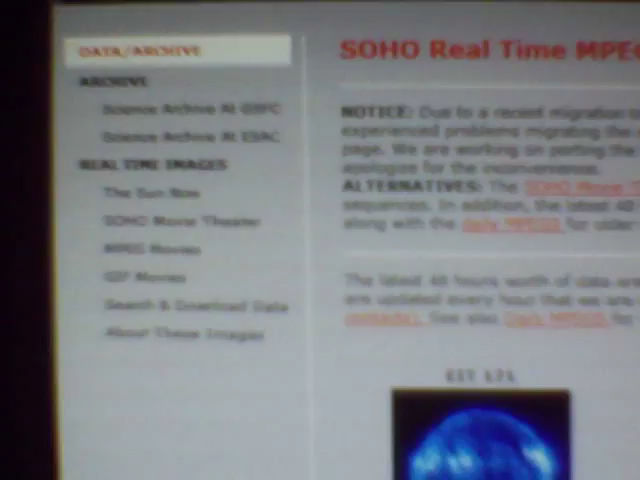 DATA/ARCHIVE
ARCHIVE
Science Archive At GSFC
Science Archive At ESAC
REAL TIME IMAGES
The Sun Now
SOHO Movie Theater
MPEG Movies
GIF Movies
Search & Download Data
About These Images
SOHO Real Time MPEG
NOTICE: Due to a recent migration
experienced problems migrating the
page. We are working on porting the
apologize for the inconvenience.
ALTERNATIVES: The SOHO Movie
sequences. In addition, the latest 48
along with the daily MPEGS for older
The latest 48 hours worth of data are
are updated every hour that we are
contacts). See also Daily MPEGS for
EIT 171